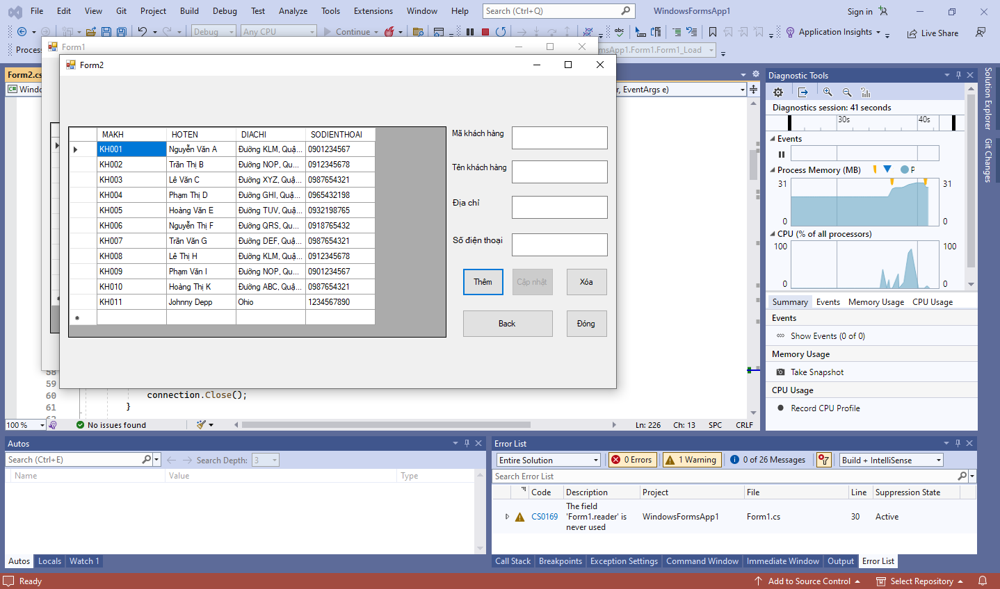 File Edit View Git Project Build Debug Test Analyze Tools Extensions Window Help Search (Ctrl+Q) WindowsFormsApp1 Sign in
Debug Any CPU Continue Application Insights Live Share
Proces
Form1
msApp1.Form1.Form1_Load
Form2
Form2.cs
Windo
r, EventArgs e)
MAKH HOTEN DIACHI SODIENTHOAI
KH001 Nguyễn Văn A Đường KLM, Quậ... 0901234567
KH002 Trần Thị B Đường NOP, Qu... 0912345678
KH003 Lê Văn C Đường XYZ, Quậ... 0987654321
KH004 Phạm Thị D Đường GHI, Quậ... 0965432198
KH005 Hoàng Văn E Đường TUV, Quậ... 0932198765
KH006 Nguyễn Thị F Đường QRS, Qu... 0918765432
KH007 Trần Văn G Đường DEF, Quậ... 0987654321
KH008 Lê Thị H Đường KLM, Quậ... 0912345678
KH009 Phạm Văn I Đường NOP, Qu... 0901234567
KH010 Hoàng Thị K Đường ABC, Quậ... 0987654321
KH011 Johnny Depp Ohio 1234567890
Mã khách hàng
Tên khách hàng
Địa chỉ
Số điện thoại
Thêm Cập nhật Xóa
Back Đóng
58
59
60 connection.Close();
61 }
100 % No issues found Ln: 226 Ch: 13 SPC CRLF
Diagnostic Tools
Diagnostics session: 41 seconds
30s 40s
Events
Process Memory (MB) P
31 31
0 0
CPU (% of all processors)
100 100
0 0
Summary Events Memory Usage CPU Usage
Events
Show Events (0 of 0)
Memory Usage
Take Snapshot
CPU Usage
Record CPU Profile
Solution Explorer
Git Changes
Autos
Search (Ctrl+E) Search Depth: 3
Name Value Type
Autos Locals Watch 1
Error List
Entire Solution 0 Errors 1 Warning 0 of 26 Messages Build + IntelliSense
Search Error List
Code Description Project File Line Suppression State
CS0169 The field 'Form1.reader' is never used WindowsFormsApp1 Form1.cs 30 Active
Call Stack Breakpoints Exception Settings Command Window Immediate Window Output Error List
Ready Add to Source Control Select Repository